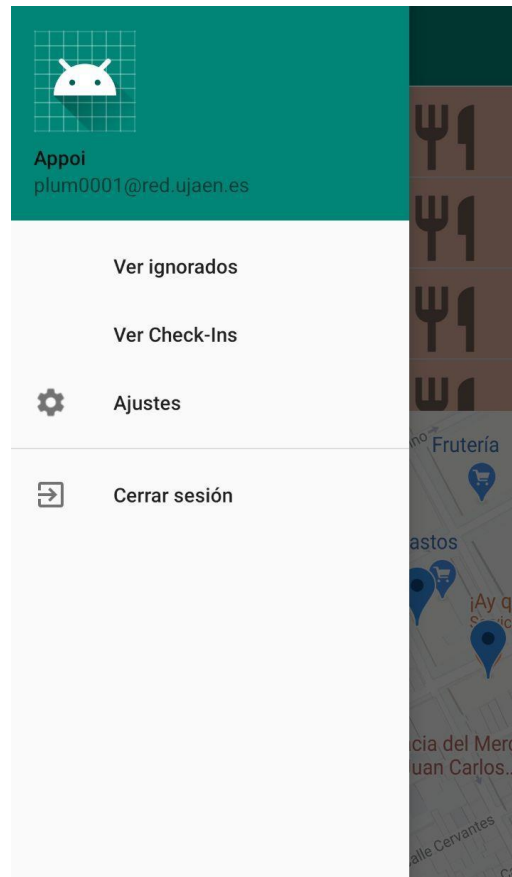 Appoi
plum0001@red.ujaen.es
Ver ignorados
Ver Check-Ins
Ajustes
Cerrar sesión
Frutería
astos
¡Ay q
Servic
cia del Merc
uan Carlos...
alle Cervantes